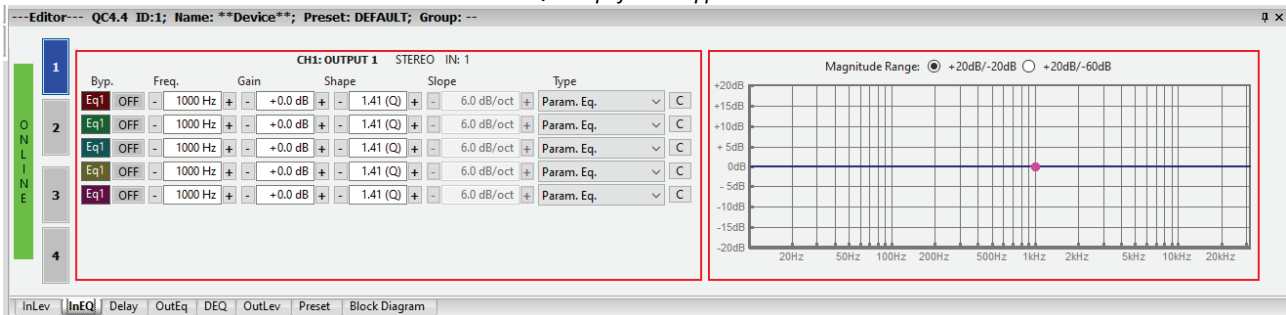 ---Editor--- QC4.4 ID:1; Name: **Device**; Preset: DEFAULT; Group: --
ONLINE
1
2
3
4
CH1: OUTPUT 1 STEREO IN: 1
Byp. Freq. Gain Shape Slope Type
Eq1 OFF - 1000 Hz + - +0.0 dB + - 1.41 (Q) + - 6.0 dB/oct + Param. Eq. C
Eq1 OFF - 1000 Hz + - +0.0 dB + - 1.41 (Q) + - 6.0 dB/oct + Param. Eq. C
Eq1 OFF - 1000 Hz + - +0.0 dB + - 1.41 (Q) + - 6.0 dB/oct + Param. Eq. C
Eq1 OFF - 1000 Hz + - +0.0 dB + - 1.41 (Q) + - 6.0 dB/oct + Param. Eq. C
Eq1 OFF - 1000 Hz + - +0.0 dB + - 1.41 (Q) + - 6.0 dB/oct + Param. Eq. C
Magnitude Range: +20dB/-20dB +20dB/-60dB
+20dB
+15dB
+10dB
+ 5dB
0dB
- 5dB
-10dB
-15dB
-20dB
20Hz 50Hz 100Hz 200Hz 500Hz 1kHz 2kHz 5kHz 10kHz 20kHz
InLev InEQ Delay OutEq DEQ OutLev Preset Block Diagram